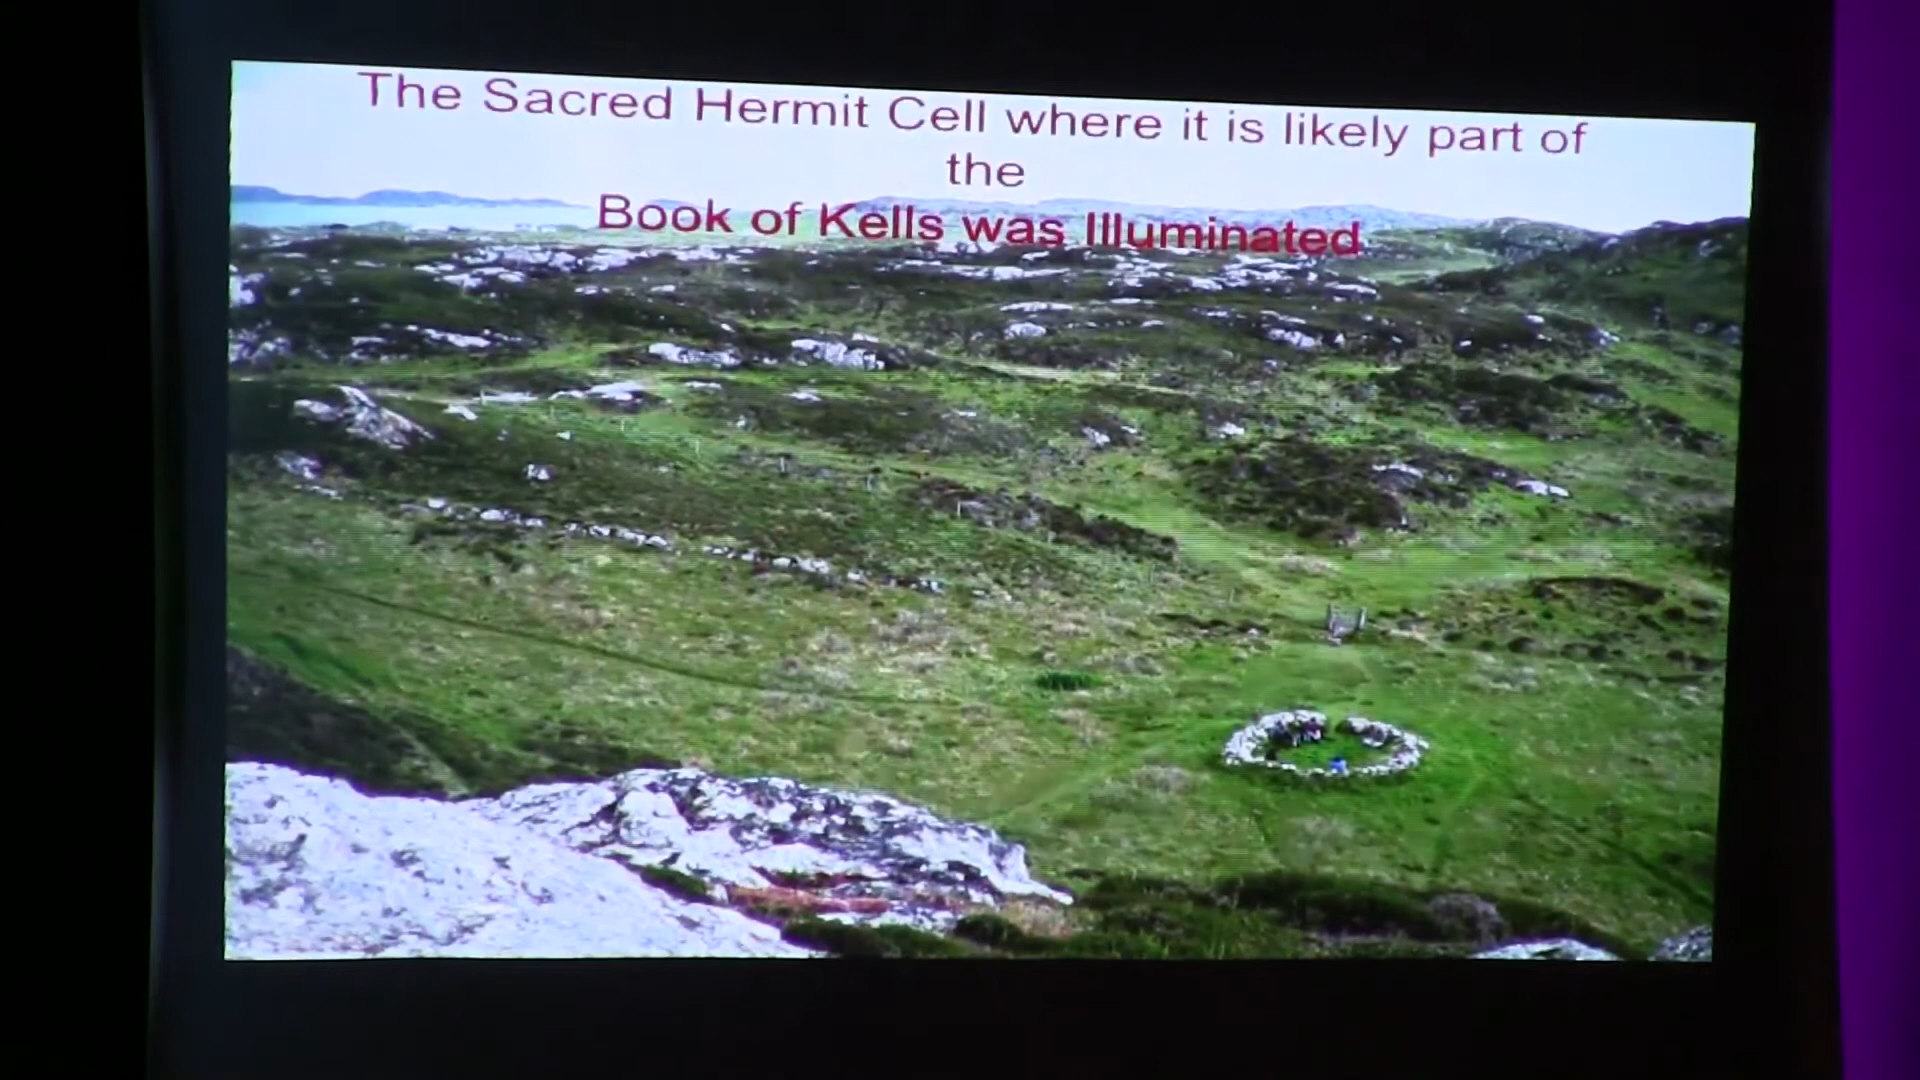 The Sacred Hermit Cell where it is likely part of
the
Book of Kells was Illuminated